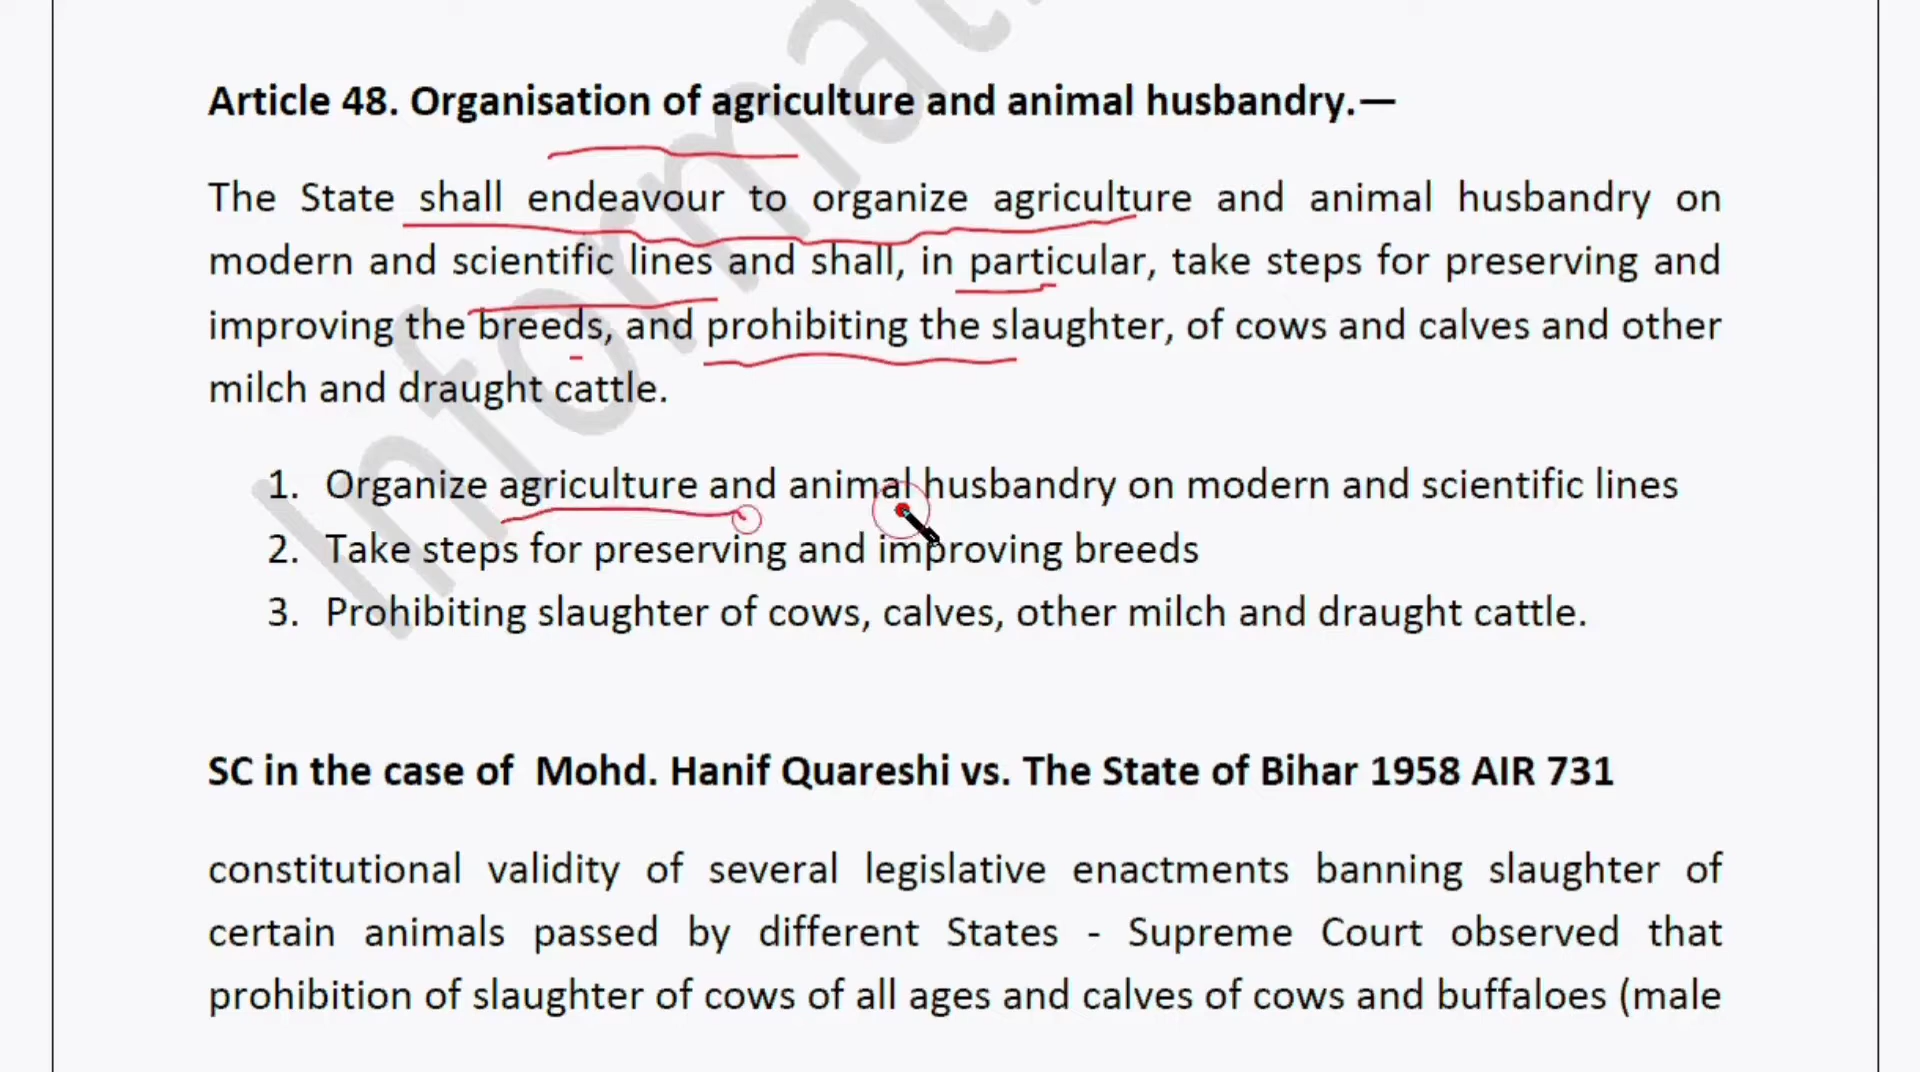 Article 48. Organisation of agriculture and animal husbandry.—
The State shall endeavour to organize agriculture and animal husbandry on
modern and scientific lines and shall, in particular, take steps for preserving and
improving the breeds, and prohibiting the slaughter, of cows and calves and other
milch and draught cattle.
1. Organize agriculture and animal husbandry on modern and scientific lines
2. Take steps for preserving and improving breeds
3. Prohibiting slaughter of cows, calves, other milch and draught cattle.
SC in the case of Mohd. Hanif Quareshi vs. The State of Bihar 1958 AIR 731
constitutional validity of several legislative enactments banning slaughter of
certain animals passed by different States - Supreme Court observed that
prohibition of slaughter of cows of all ages and calves of cows and buffaloes (male
Informat